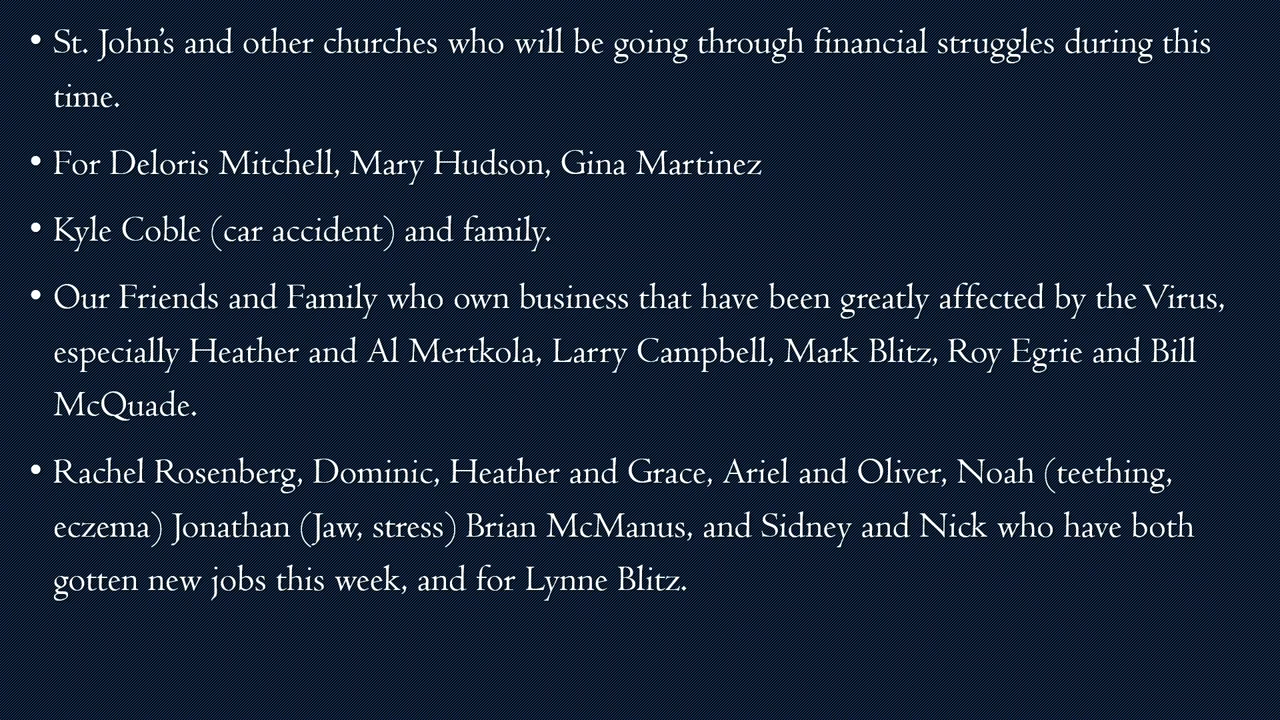 • St. John's and other churches who will be going through financial struggles during this
time.
• For Deloris Mitchell, Mary Hudson, Gina Martinez
• Kyle Coble (car accident) and family.
• Our Friends and Family who own business that have been greatly affected by the Virus,
especially Heather and Al Mertkola, Larry Campbell, Mark Blitz, Roy Egrie and Bill
McQuade.
• Rachel Rosenberg, Dominic, Heather and Grace, Ariel and Oliver, Noah (teething,
eczema) Jonathan (Jaw, stress) Brian McManus, and Sidney and Nick who have both
gotten new jobs this week, and for Lynne Blitz.